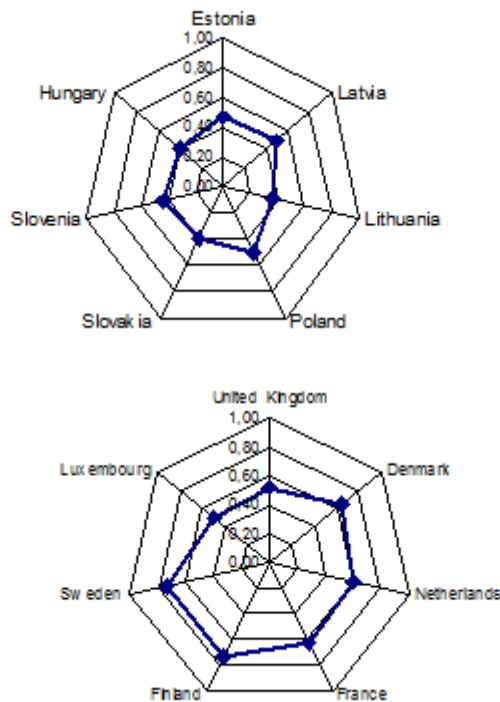 Estonia
1,00
0,80
0,60
0,40
0,20
0,00
Hungary
Latvia
Slovenia
Lithuania
Slovakia
Poland
United Kingdom
1,00
0,80
0,60
0,40
0,20
0,00
Luxembourg
Denmark
Sweden
Netherlands
Finland
France